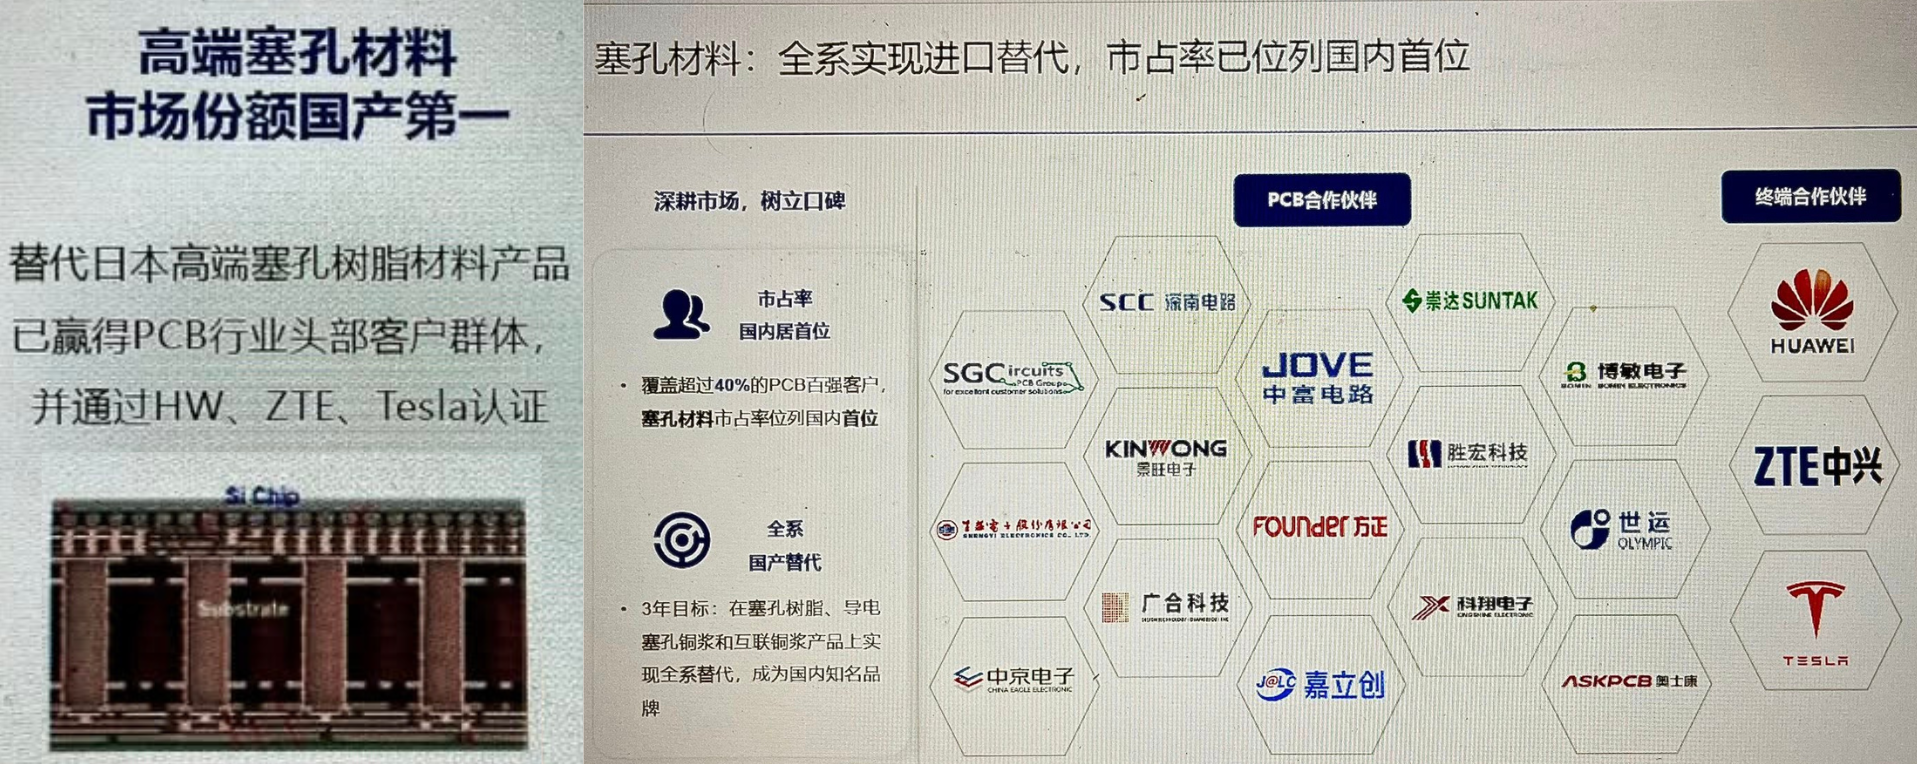 高端塞孔材料
市场份额国产第一
替代日本高端塞孔树脂材料产品
已赢得PCB行业头部客户群体，
并通过HW、ZTE、Tesla认证
Si Chip
Substrate
塞孔材料：全系实现进口替代，市占率已位列国内首位
深耕市场，树立口碑
市占率
国内居首位
• 覆盖超过40%的PCB百强客户，
塞孔材料市占率位列国内首位
全系
国产替代
• 3年目标：在塞孔树脂、导电
塞孔铜浆和互联铜浆产品上实
现全系替代，成为国内知名品
牌
PCB合作伙伴
SCC 深南电路
崇达SUNTAK
SGCircuits
PCB Group
for excellent customer solutions
JOVE
中富电路
博敏电子
BOMIN BOMIN ELECTRONICS
KINWONG
景旺电子
胜宏科技
生益電子股份有限公司
SHENGYI ELECTRONICS CO., LTD.
FOUNDER 方正
世运
OLYMPIC
广合科技
科翔电子
中京电子
CHINA EAGLE ELECTRONIC
J@LC 嘉立创
ASKPCB 奥士康
终端合作伙伴
HUAWEI
ZTE中兴
TESLA